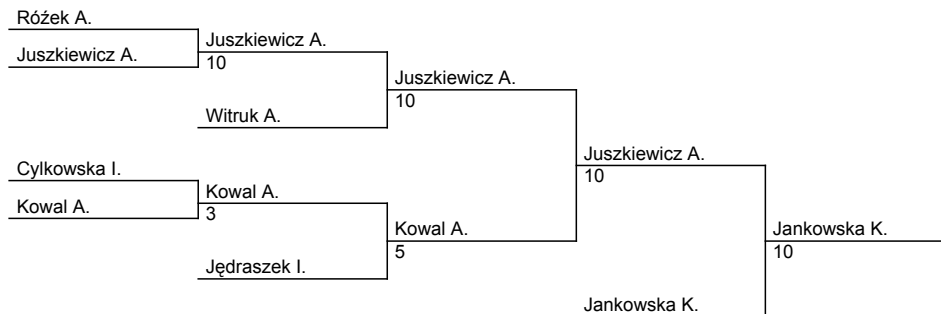 Różek A.
Juszkiewicz A.
Juszkiewicz A.
10
Juszkiewicz A.
10
Witruk A.
Juszkiewicz A.
10
Cylkowska I.
Kowal A.
Kowal A.
3
Kowal A.
5
Jankowska K.
10
Jędraszek I.
Jankowska K.